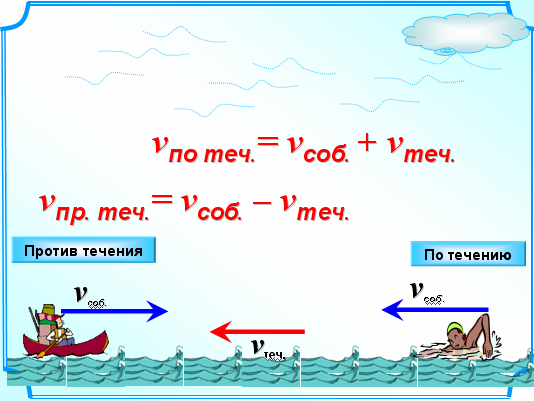 vпо теч. = vсоб. + vтеч.
vпр. теч. = vсоб. – vтеч.
Против течения
По течению
vсоб.
vсоб.
vтеч.